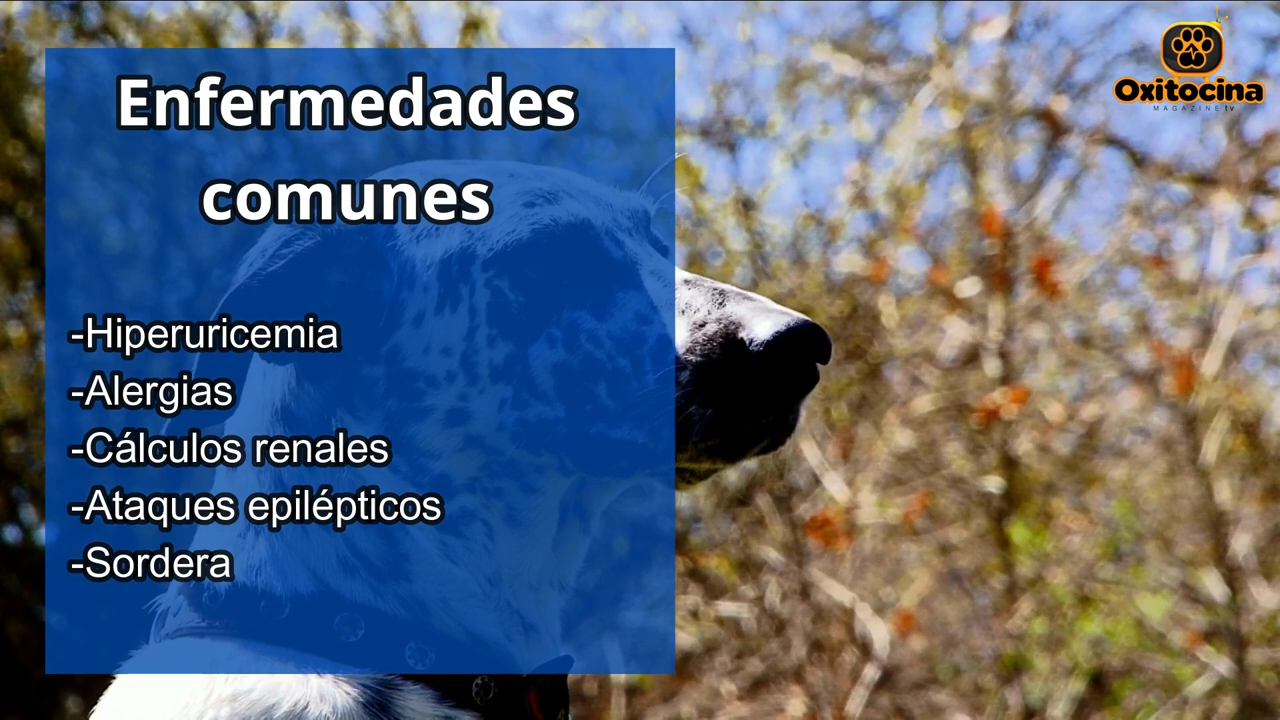 Enfermedades
comunes
-Hiperuricemia
-Alergias
-Cálculos renales
-Ataques epilépticos
-Sordera
Oxitocina
MAGAZINE tv